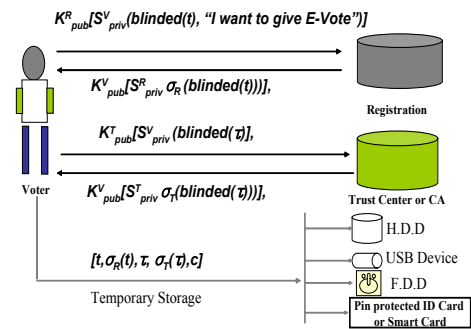 K^R_pub[S^V_priv(blinded(t), “I want to give E-Vote”)]
K^V_pub[S^R_priv σ_R(blinded(t)))],
Registration
K^T_pub[S^V_priv(blinded(τ)],
K^V_pub[S^T_priv σ_T(blinded(τ)))],
Voter
Trust Center or CA
H.D.D
[t,σ_R(t),τ, σ_T(τ),c]
USB Device
F.D.D
Temporary Storage
Pin protected ID Card
or Smart Card